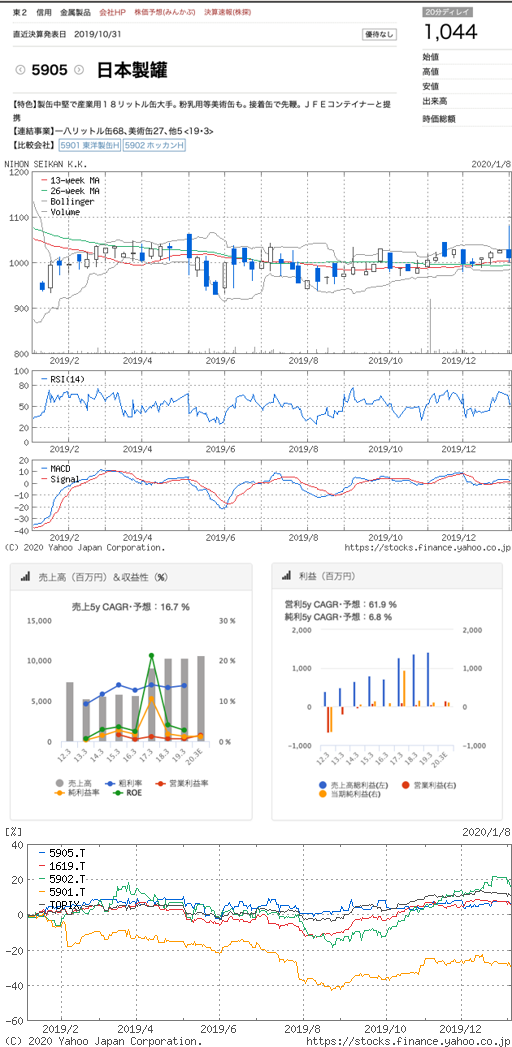 東2 信用 金属製品 会社HP 株価予想(みんかぶ) 決算速報(株探)
20分ディレイ
直近決算発表日 2019/10/31
優待なし
1,044
5905 日本製罐
始値
高値
安値
出来高
時価総額
【特色】製缶中堅で産業用１８リットル缶大手。粉乳用等美術缶も。接着缶で先鞭。ＪＦＥコンテイナーと提
携
【連結事業】一八リットル缶68、美術缶27、他5 <19・3>
【比較会社】 5901 東洋製缶H 5902 ホッカンH
NIHON SEIKAN K.K.
2020/1/8
1200
13-week MA
26-week MA
Bollinger
Volume
1100
1000
900
800
2019/2 2019/4 2019/6 2019/8 2019/10 2019/12
100
RSI(14)
50
0
2019/2 2019/4 2019/6 2019/8 2019/10 2019/12
20
MACD
10
Signal
0
-10
-20
-30
-40
2019/2 2019/4 2019/6 2019/8 2019/10 2019/12
(C) 2020 Yahoo Japan Corporation.
https://stocks.finance.yahoo.co.jp
売上高（百万円）＆収益性（%）
売上5y CAGR・予想：16.7 %
15,000 30 %
10,000 20 %
5,000 10 %
0 0 %
12.3 13.3 14.3 15.3 16.3 17.3 18.3 19.3 20.3E
売上高 粗利率 営業利益率
純利益率 ROE
利益（百万円）
営利5y CAGR・予想：61.9 %
純利5y CAGR・予想：6.8 %
2,000 2,000
1,000 1,000
0 0
-1,000 -1,000
12.3 13.3 14.3 15.3 16.3 17.3 18.3 19.3 20.3E
売上高総利益(左) 営業利益(右)
当期純利益(右)
[%]
2020/1/8
40
5905.T
1619.T
20
5902.T
5901.T
TOPIX
0
-20
-40
-60
2019/2 2019/4 2019/6 2019/8 2019/10 2019/12
(C) 2020 Yahoo Japan Corporation.
https://stocks.finance.yahoo.co.jp